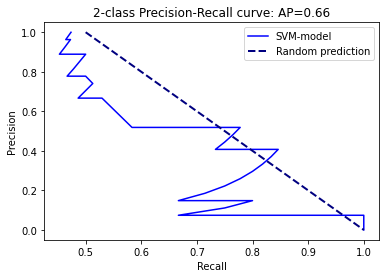 2-class Precision-Recall curve: AP=0.66
SVM-model
Random prediction
Precision
1.0
0.8
0.6
0.4
0.2
0.0
0.5 0.6 0.7 0.8 0.9 1.0
Recall